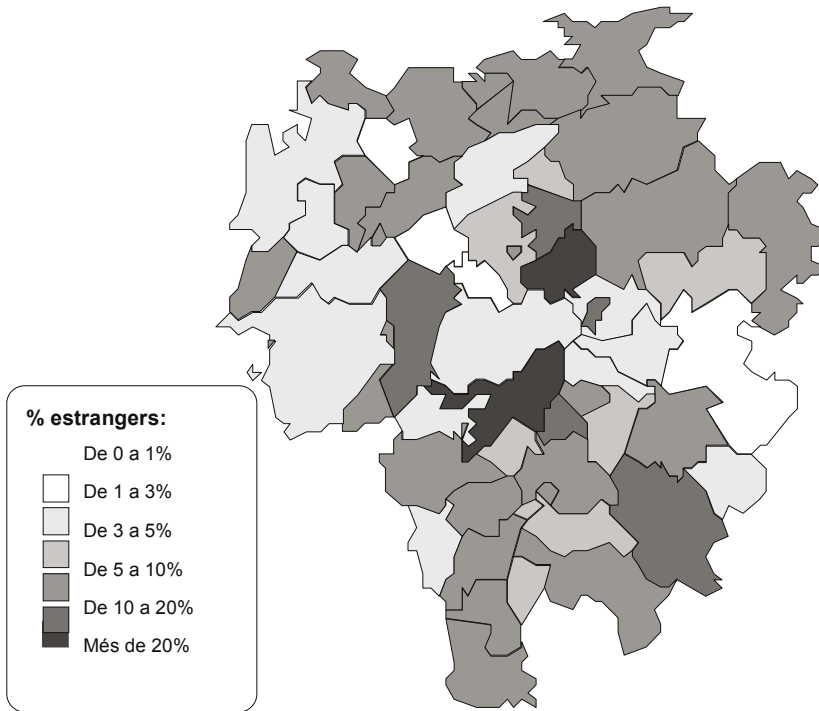 % estrangers:
De 0 a 1%
De 1 a 3%
De 3 a 5%
De 5 a 10%
De 10 a 20%
Més de 20%